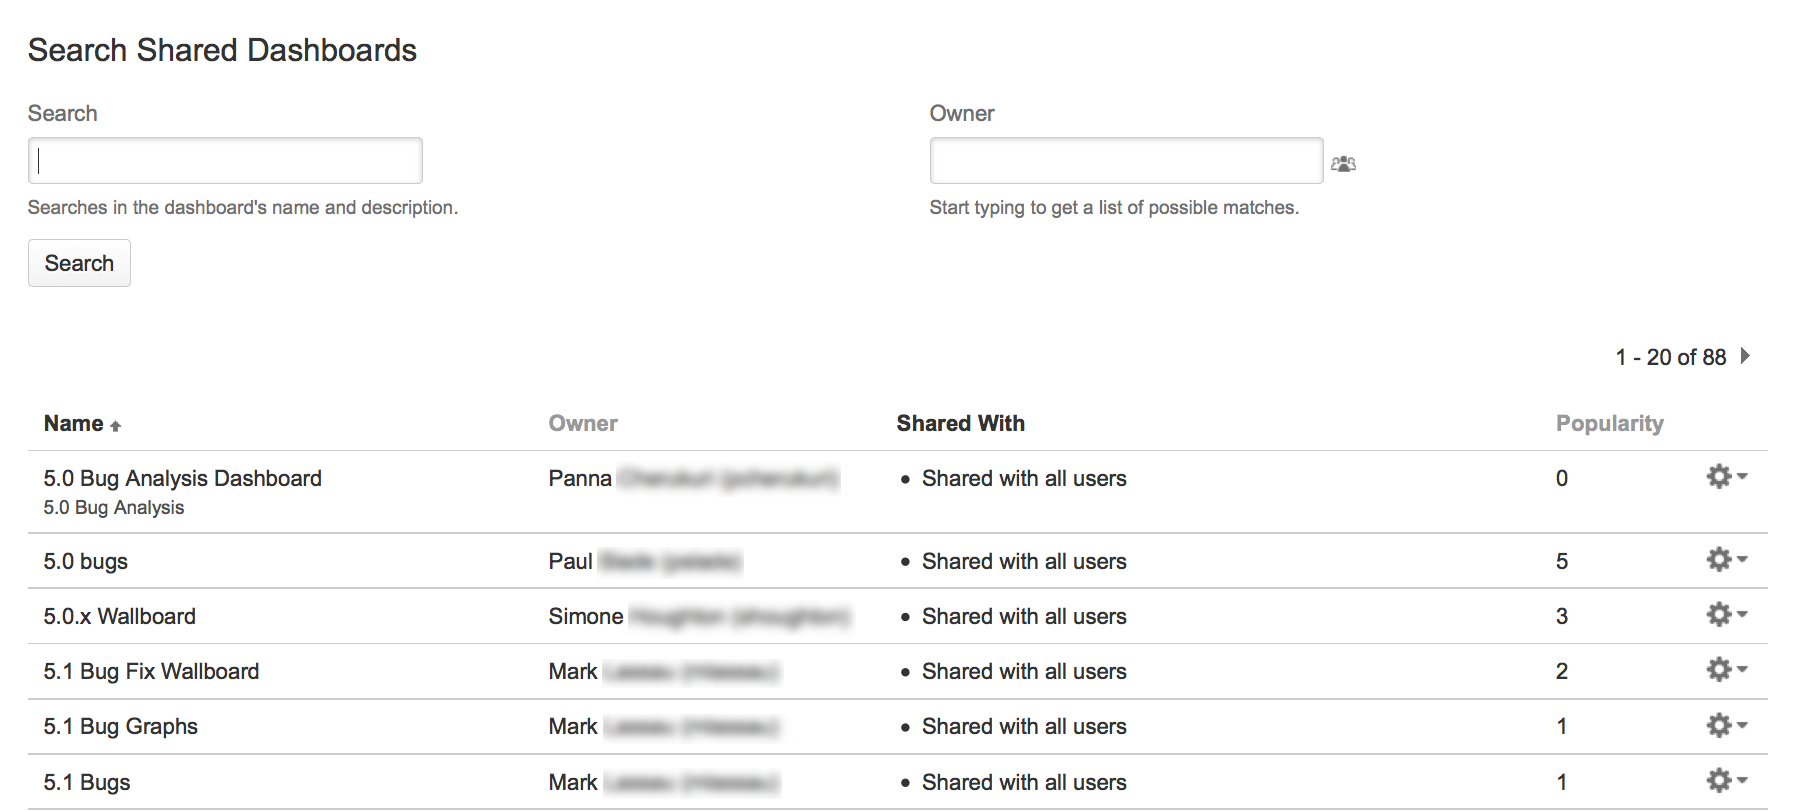 Search Shared Dashboards
Search
Owner
Searches in the dashboard's name and description.
Start typing to get a list of possible matches.
Search
1 - 20 of 88
Name Owner Shared With Popularity
5.0 Bug Analysis Dashboard Panna • Shared with all users 0
5.0 Bug Analysis
5.0 bugs Paul • Shared with all users 5
5.0.x Wallboard Simone • Shared with all users 3
5.1 Bug Fix Wallboard Mark • Shared with all users 2
5.1 Bug Graphs Mark • Shared with all users 1
5.1 Bugs Mark • Shared with all users 1